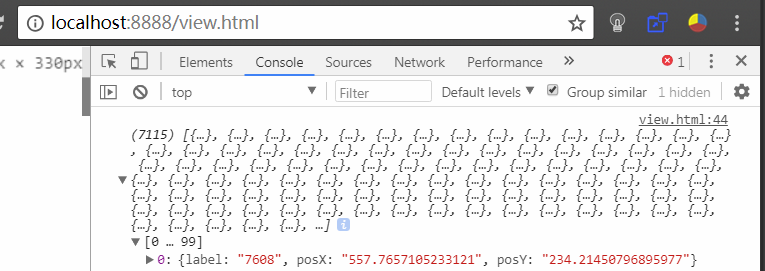 localhost:8888/view.html
x × 330px
Elements Console Sources Network Performance » 1
top Filter Default levels Group similar 1 hidden
view.html:44
(7115) [{…}, {…}, {…}, {…}, {…}, {…}, {…}, {…}, {…}, {…}, {…}, {…}, {…}, {…}, {…}
, {…}, {…}, {…}, {…}, {…}, {…}, {…}, {…}, {…}, {…}, {…}, {…}, {…}, {…}, {…}, {…},
{…}, {…}, {…}, {…}, {…}, {…}, {…}, {…}, {…}, {…}, {…}, {…}, {…}, {…}, {…}, {…},
{…}, {…}, {…}, {…}, {…}, {…}, {…}, {…}, {…}, {…}, {…}, {…}, {…}, {…}, {…}, {…},
{…}, {…}, {…}, {…}, {…}, {…}, {…}, {…}, {…}, {…}, {…}, {…}, {…}, {…}, {…}, {…},
{…}, {…}, {…}, {…}, {…}, {…}, {…}, {…}, {…}, {…}, {…}, {…}, {…}, {…}, {…}, {…},
{…}, {…}, {…}, {…}, {…}, …] i
[0 … 99]
0: {label: "7608", posX: "557.7657105233121", posY: "234.21450796895977"}